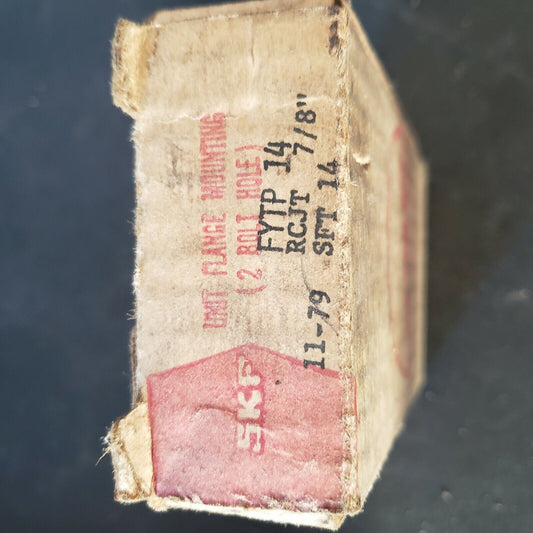 UNIT FLANGE MOUNTING
(2 BOLT HOLE)
FYTP 14
RCJT 7/8"
11-79 SFT 14
SKF